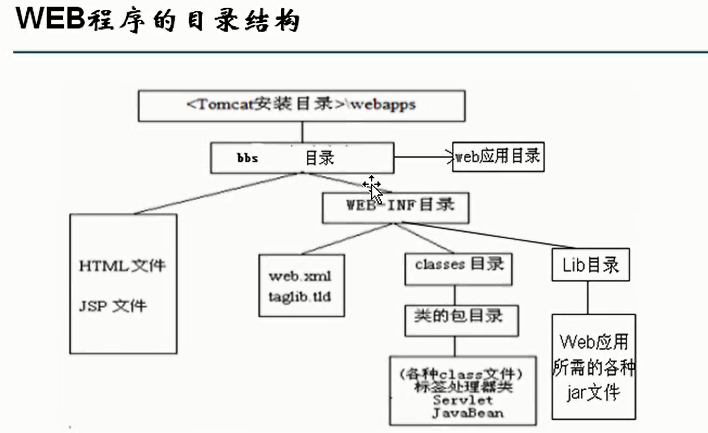 WEB程序的目录结构
<Tomcat安装目录>\webapps
bbs 目录
web应用目录
WEB-INF目录
HTML文件
JSP 文件
web.xml
taglib.tld
classes 目录
类的包目录
(各种class文件)
标签处理器类
Servlet
JavaBean
Lib目录
Web应用
所需的各种
jar文件